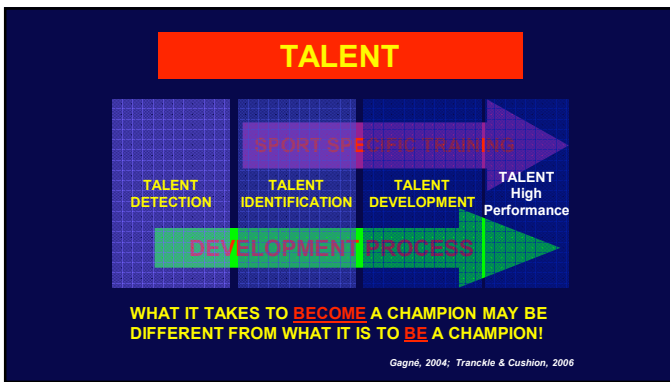 TALENT
SPORT SPECIFIC TRAINING
TALENT
DETECTION
TALENT
IDENTIFICATION
TALENT
DEVELOPMENT
TALENT
High
Performance
DEVELOPMENT PROCESS
WHAT IT TAKES TO BECOME A CHAMPION MAY BE
DIFFERENT FROM WHAT IT IS TO BE A CHAMPION!
Gagné, 2004; Tranckle & Cushion, 2006